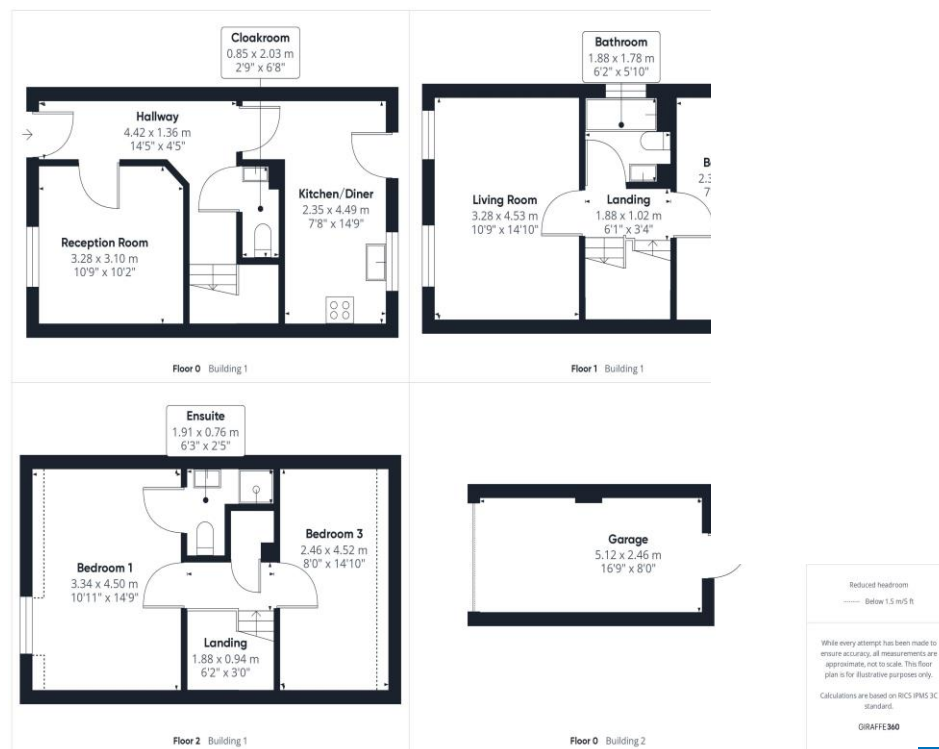 Cloakroom
0.85 x 2.03 m
2'9" x 6'8"
Hallway
4.42 x 1.36 m
14'5" x 4'5"
Kitchen/Diner
2.35 x 4.49 m
7'8" x 14'9"
Reception Room
3.28 x 3.10 m
10'9" x 10'2"
Floor 0 Building 1
Bathroom
1.88 x 1.78 m
6'2" x 5'10"
Living Room
3.28 x 4.53 m
10'9" x 14'10"
Landing
1.88 x 1.02 m
6'1" x 3'4"
B
2.3
7
Floor 1 Building 1
Ensuite
1.91 x 0.76 m
6'3" x 2'5"
Bedroom 1
3.34 x 4.50 m
10'11" x 14'9"
Bedroom 3
2.46 x 4.52 m
8'0" x 14'10"
Landing
1.88 x 0.94 m
6'2" x 3'0"
Floor 2 Building 1
Garage
5.12 x 2.46 m
16'9" x 8'0"
Floor 0 Building 2
Reduced headroom
Below 1.5 m/5 ft
While every attempt has been made to
ensure accuracy, all measurements are
approximate, not to scale. This floor
plan is for illustrative purposes only.
Calculations are based on RICS IPMS 3C
standard.
GIRAFFE360